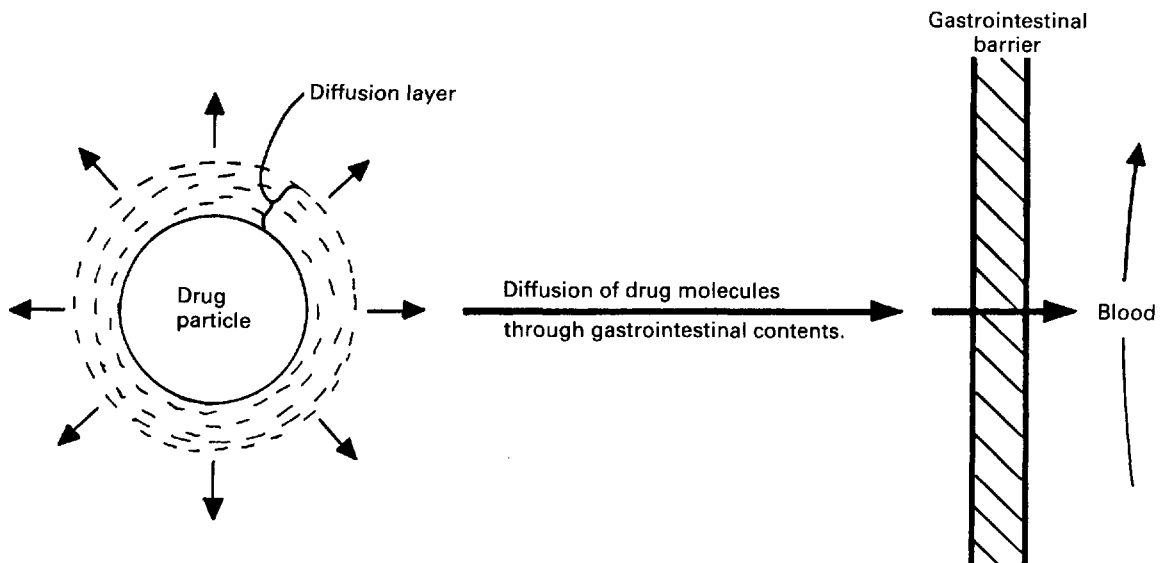 Gastrointestinal
barrier
Diffusion layer
Drug
particle
Diffusion of drug molecules
through gastrointestinal contents.
Blood